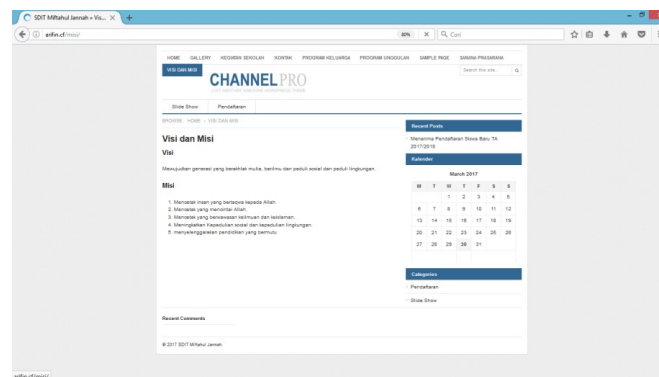 SDIT Miftahul Jannah » Vis...
arifin.cf/misi/
80%
Cari
HOME GALLERY KEGIATAN SEKOLAH KONTAK PROGRAM KELUARGA PROGRAM UNGGULAN SAMPLE PAGE SARANA PRASARANA
VISI DAN MISI
Search the site...
CHANNELPRO
Slide Show Pendaftaran
BROWSE: HOME » VISI DAN MISI
Visi dan Misi
Visi
Mewujudkan generasi yang berakhlak mulia, berilmu dan peduli sosial dan peduli lingkungan.
Misi
1. Mencetak insan yang bertaqwa kepada Allah.
2. Mencetak yang mencintai Allah.
3. Mencetak yang berwawasan keilmuan dan keislaman.
4. Meningkatkan Kepedulian sosial dan kepedulian lingkungan.
5. menyelenggarakan pendidikan yang bermutu.
Recent Comments
Recent Posts
Menerima Pendaftaran Siswa Baru TA
2017/2018
Kalender
March 2017
M T W T F S S
1 2 3 4 5
6 7 8 9 10 11 12
13 14 15 16 17 18 19
20 21 22 23 24 25 26
27 28 29 30 31
Categories
Pendaftaran
Slide Show
© 2017 SDIT Miftahul Jannah
arifin.cf/misi/